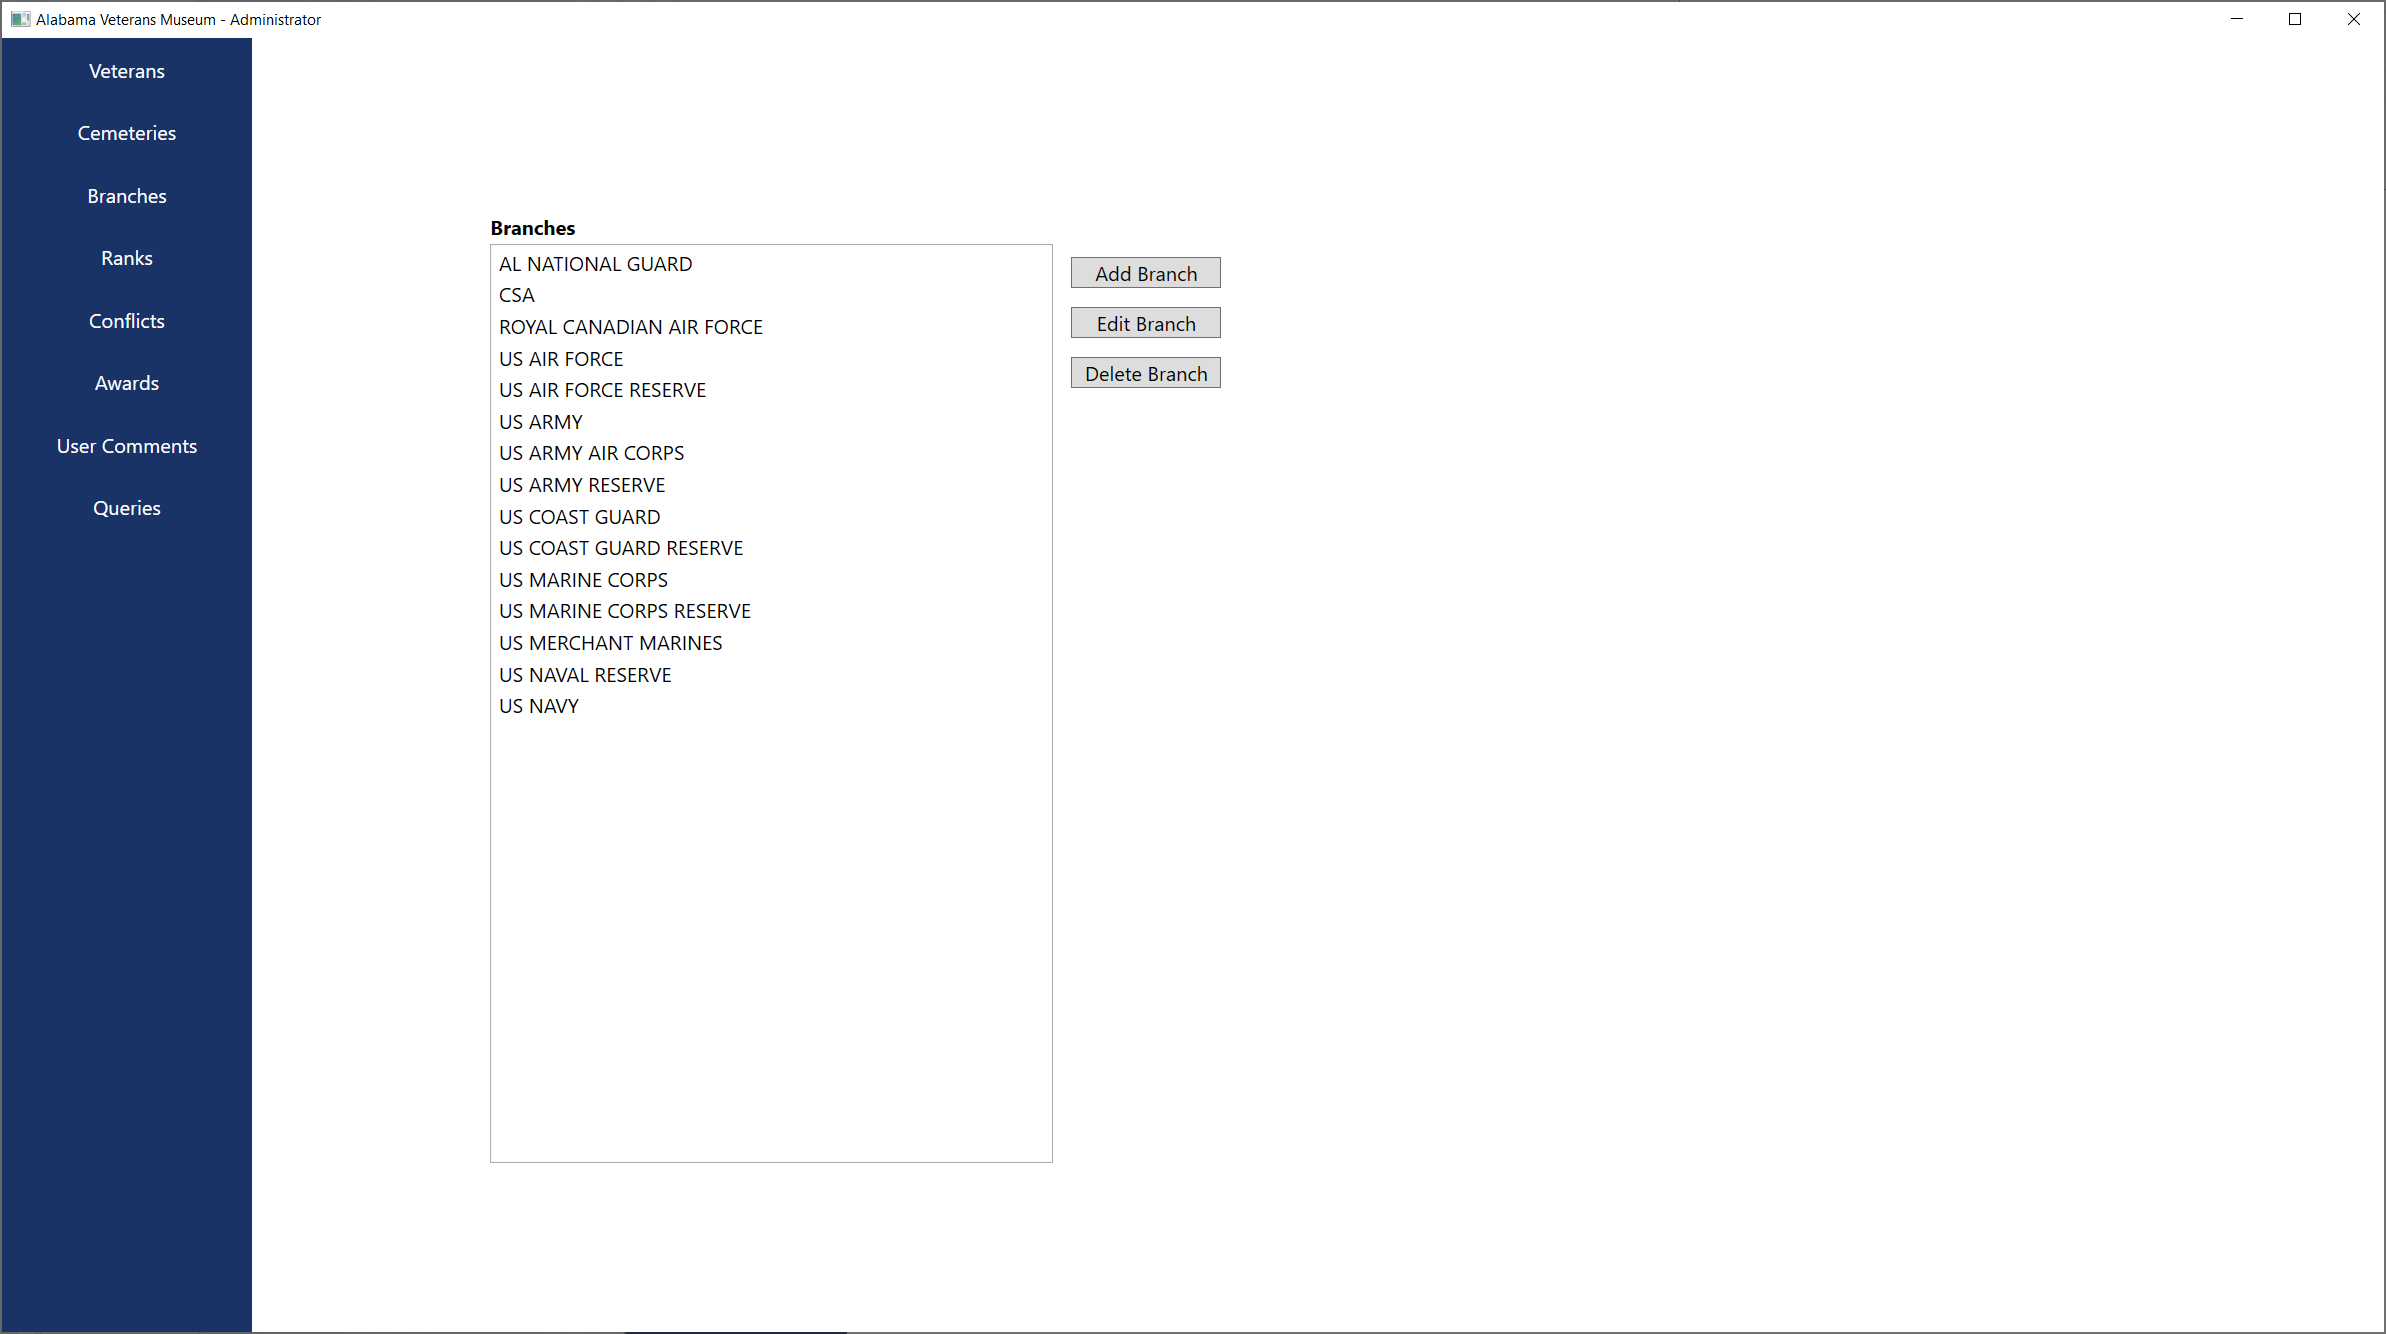 Alabama Veterans Museum - Administrator
Veterans
Cemeteries
Branches
Ranks
Conflicts
Awards
User Comments
Queries
Branches
AL NATIONAL GUARD
CSA
ROYAL CANADIAN AIR FORCE
US AIR FORCE
US AIR FORCE RESERVE
US ARMY
US ARMY AIR CORPS
US ARMY RESERVE
US COAST GUARD
US COAST GUARD RESERVE
US MARINE CORPS
US MARINE CORPS RESERVE
US MERCHANT MARINES
US NAVAL RESERVE
US NAVY
Add Branch
Edit Branch
Delete Branch